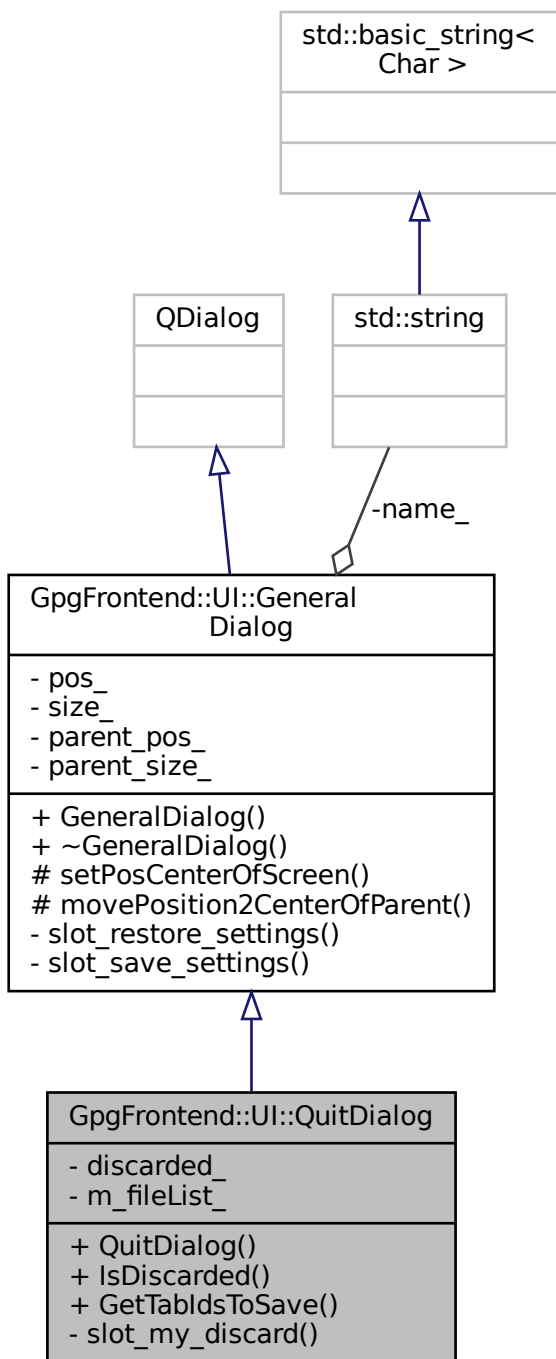 std::basic_string<
Char >
QDialog
std::string
-name_
GpgFrontend::UI::General
Dialog
- pos_
- size_
- parent_pos_
- parent_size_
+ GeneralDialog()
+ ~GeneralDialog()
# setPosCenterOfScreen()
# movePosition2CenterOfParent()
- slot_restore_settings()
- slot_save_settings()
GpgFrontend::UI::QuitDialog
- discarded_
- m_fileList_
+ QuitDialog()
+ IsDiscarded()
+ GetTabIdsToSave()
- slot_my_discard()